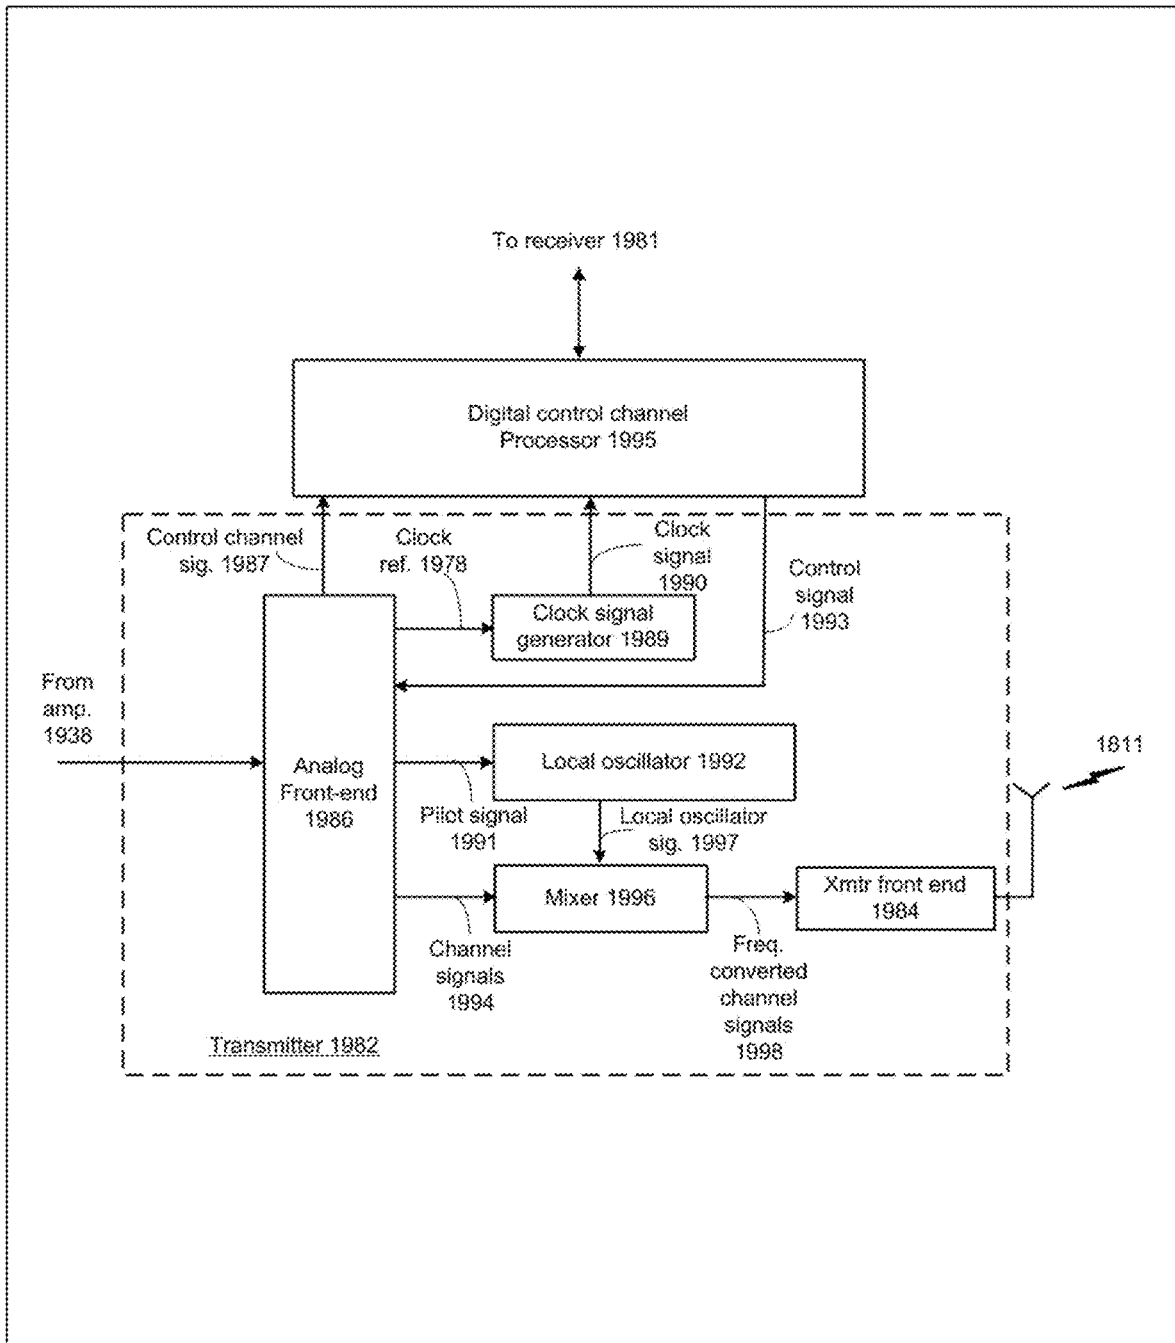 To receiver 1981
Digital control channel
Processor 1995
Control channel
sig. 1987
Clock
ref. 1978
Clock
signal
1990
Control
signal
1993
Clock signal
generator 1989
From
amp.
1938
Analog
Front-end
1986
Local oscillator 1992
1811
Pilot signal
1991
Local oscillator
sig. 1997
Mixer 1996
Xmtr front end
1984
Channel
signals
1994
Freq.
converted
channel
signals
1998
Transmitter 1982